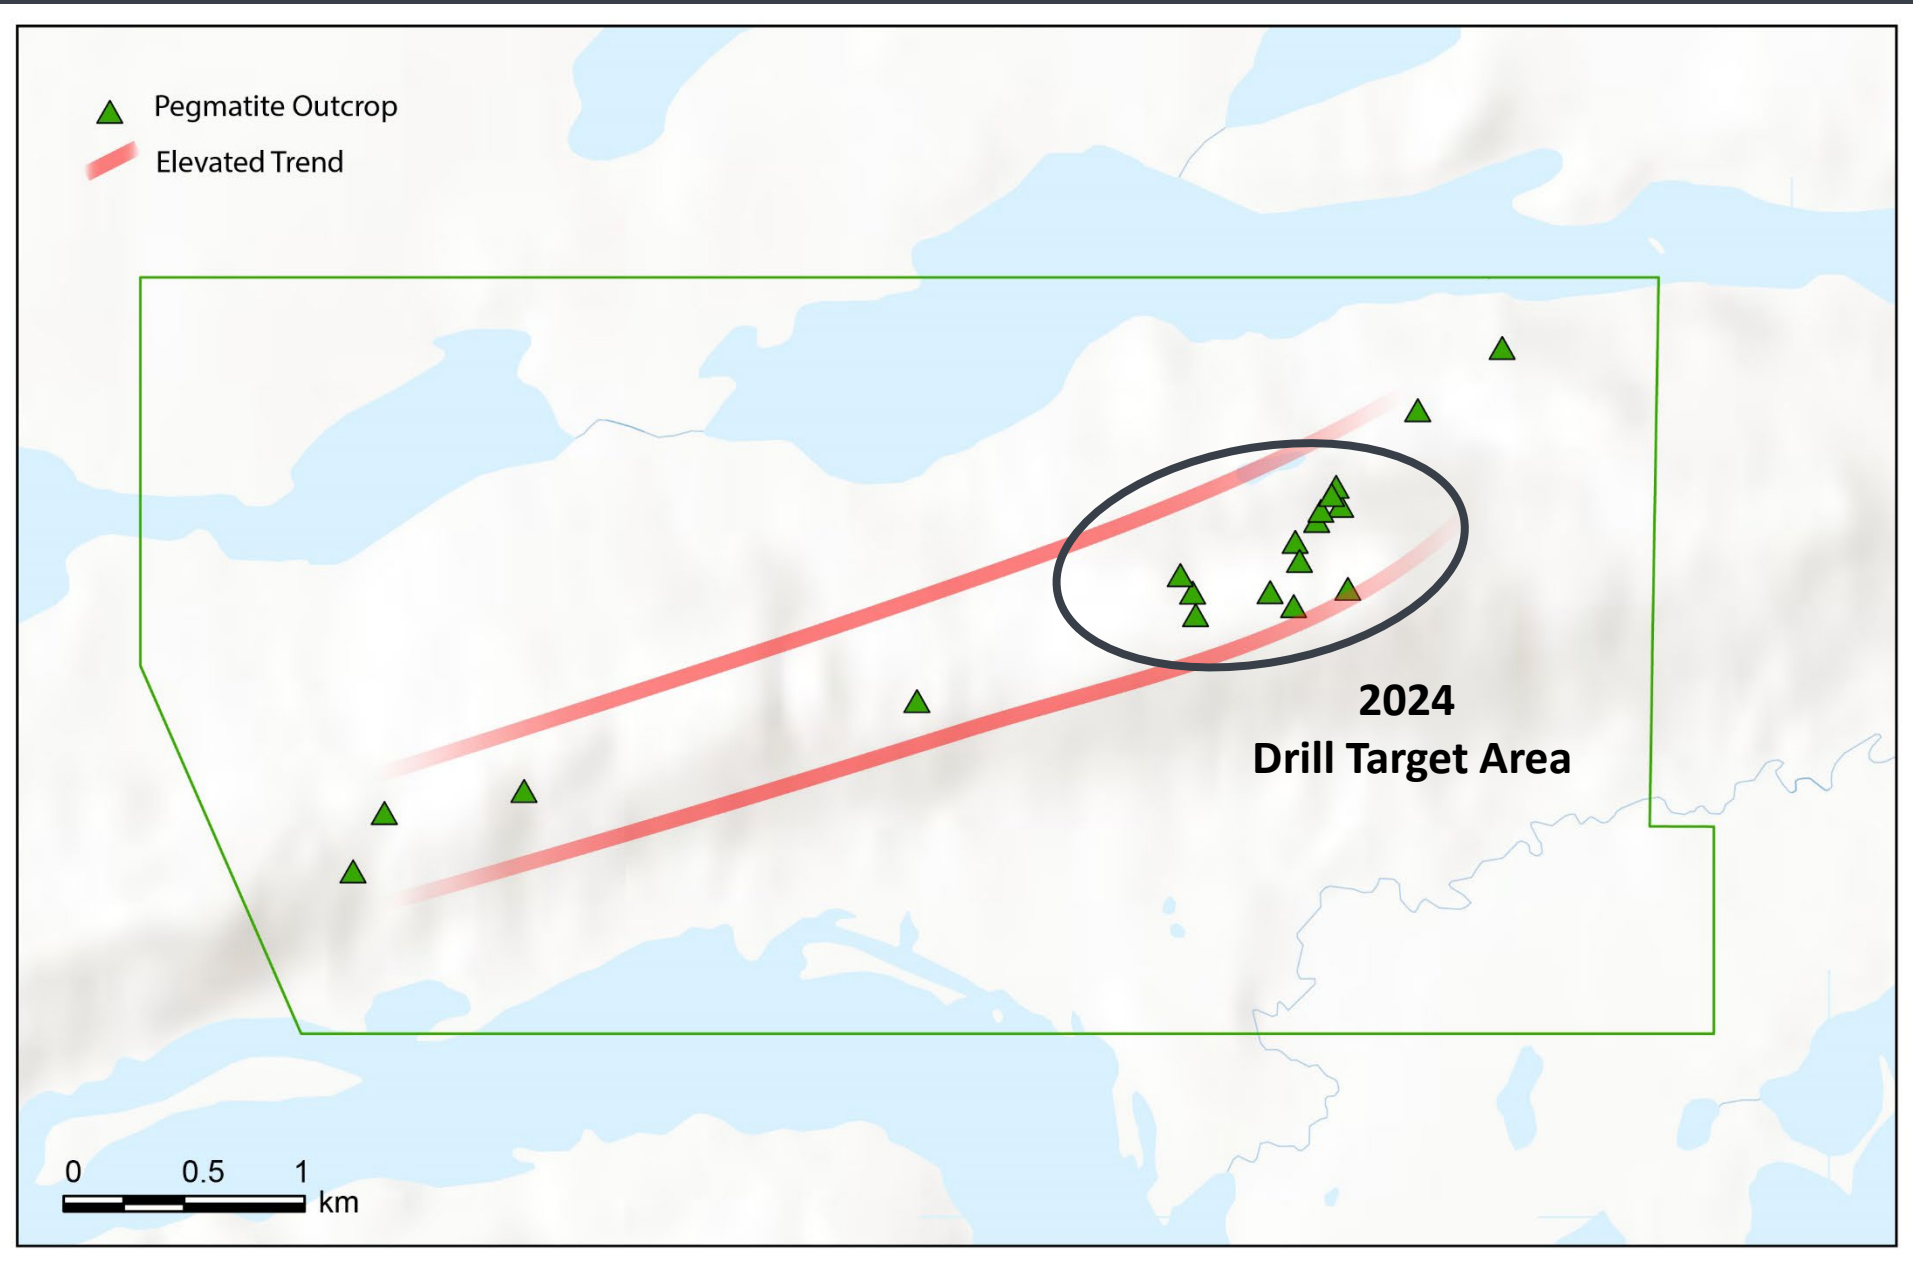 Pegmatite Outcrop
Elevated Trend
2024
Drill Target Area
0 0.5 1
km